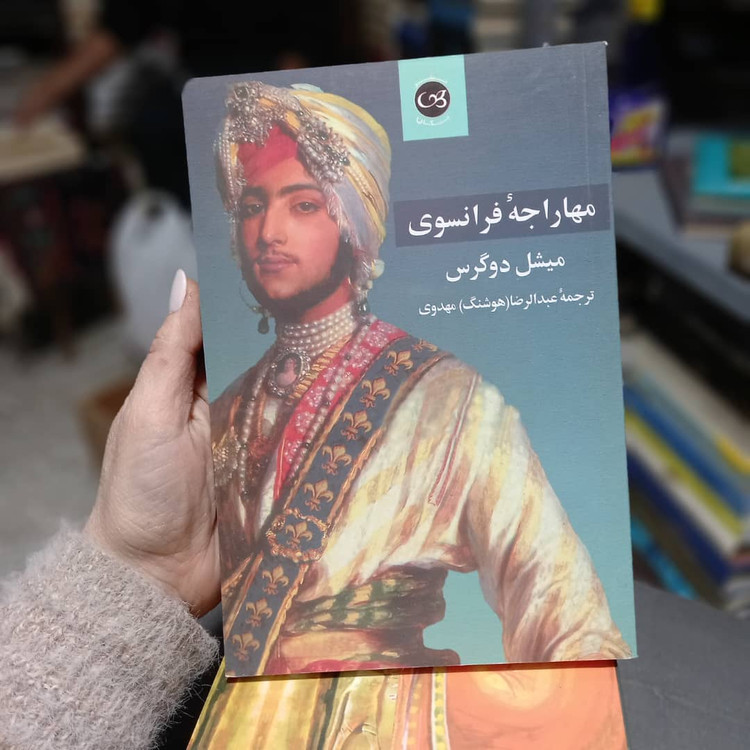 مهاراجهٔ فرانسوی
میشل دوگرس
ترجمهٔ عبدالرضا(هوشنگ) مهدوی